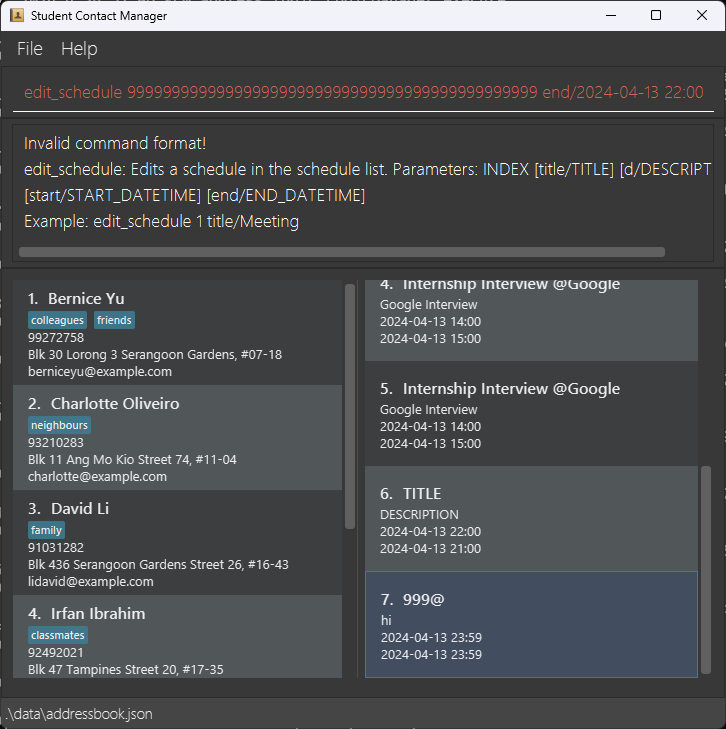 Student Contact Manager
File Help
edit_schedule 99999999999999999999999999999999999999999999999 end/2024-04-13 22:00
Invalid command format!
edit_schedule: Edits a schedule in the schedule list. Parameters: INDEX [title/TITLE] [d/DESCRIPT
[start/START_DATETIME] [end/END_DATETIME]
Example: edit_schedule 1 title/Meeting
1. Bernice Yu
colleagues friends
99272758
Blk 30 Lorong 3 Serangoon Gardens, #07-18
berniceyu@example.com
2. Charlotte Oliveiro
neighbours
93210283
Blk 11 Ang Mo Kio Street 74, #11-04
charlotte@example.com
3. David Li
family
91031282
Blk 436 Serangoon Gardens Street 26, #16-43
lidavid@example.com
4. Irfan Ibrahim
classmates
92492021
Blk 47 Tampines Street 20, #17-35
4. Internship Interview @Google
Google Interview
2024-04-13 14:00
2024-04-13 15:00
5. Internship Interview @Google
Google Interview
2024-04-13 14:00
2024-04-13 15:00
6. TITLE
DESCRIPTION
2024-04-13 22:00
2024-04-13 21:00
7. 999@
hi
2024-04-13 23:59
2024-04-13 23:59
.\data\addressbook.json